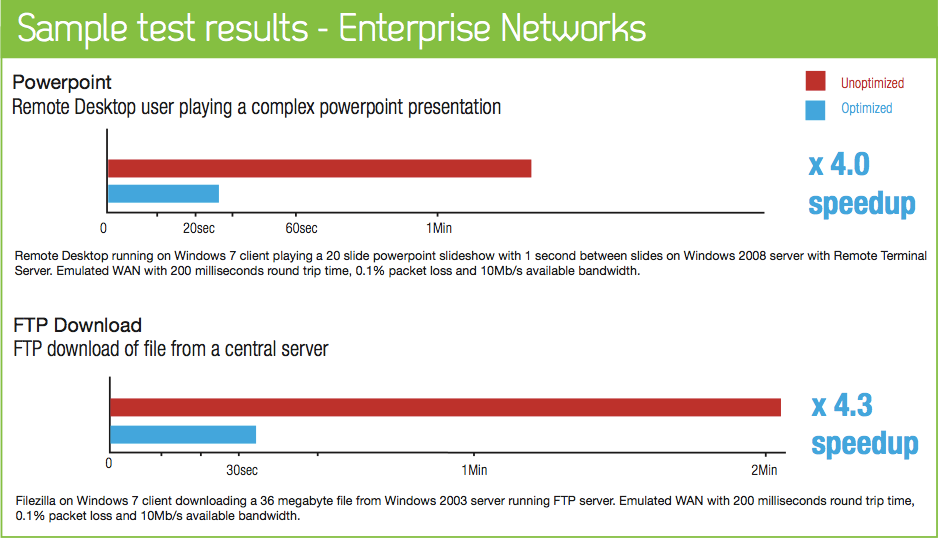 Sample test results - Enterprise Networks
Powerpoint
Remote Desktop user playing a complex powerpoint presentation
Unoptimized
Optimized
x 4.0
speedup
0 20sec 60sec 1Min
Remote Desktop running on Windows 7 client playing a 20 slide powerpoint slideshow with 1 second between slides on Windows 2008 server with Remote Terminal
Server. Emulated WAN with 200 milliseconds round trip time, 0.1% packet loss and 10Mb/s available bandwidth.
FTP Download
FTP download of file from a central server
x 4.3
speedup
0 30sec 1Min 2Min
Filezilla on Windows 7 client downloading a 36 megabyte file from Windows 2003 server running FTP server. Emulated WAN with 200 milliseconds round trip time,
0.1% packet loss and 10Mb/s available bandwidth.